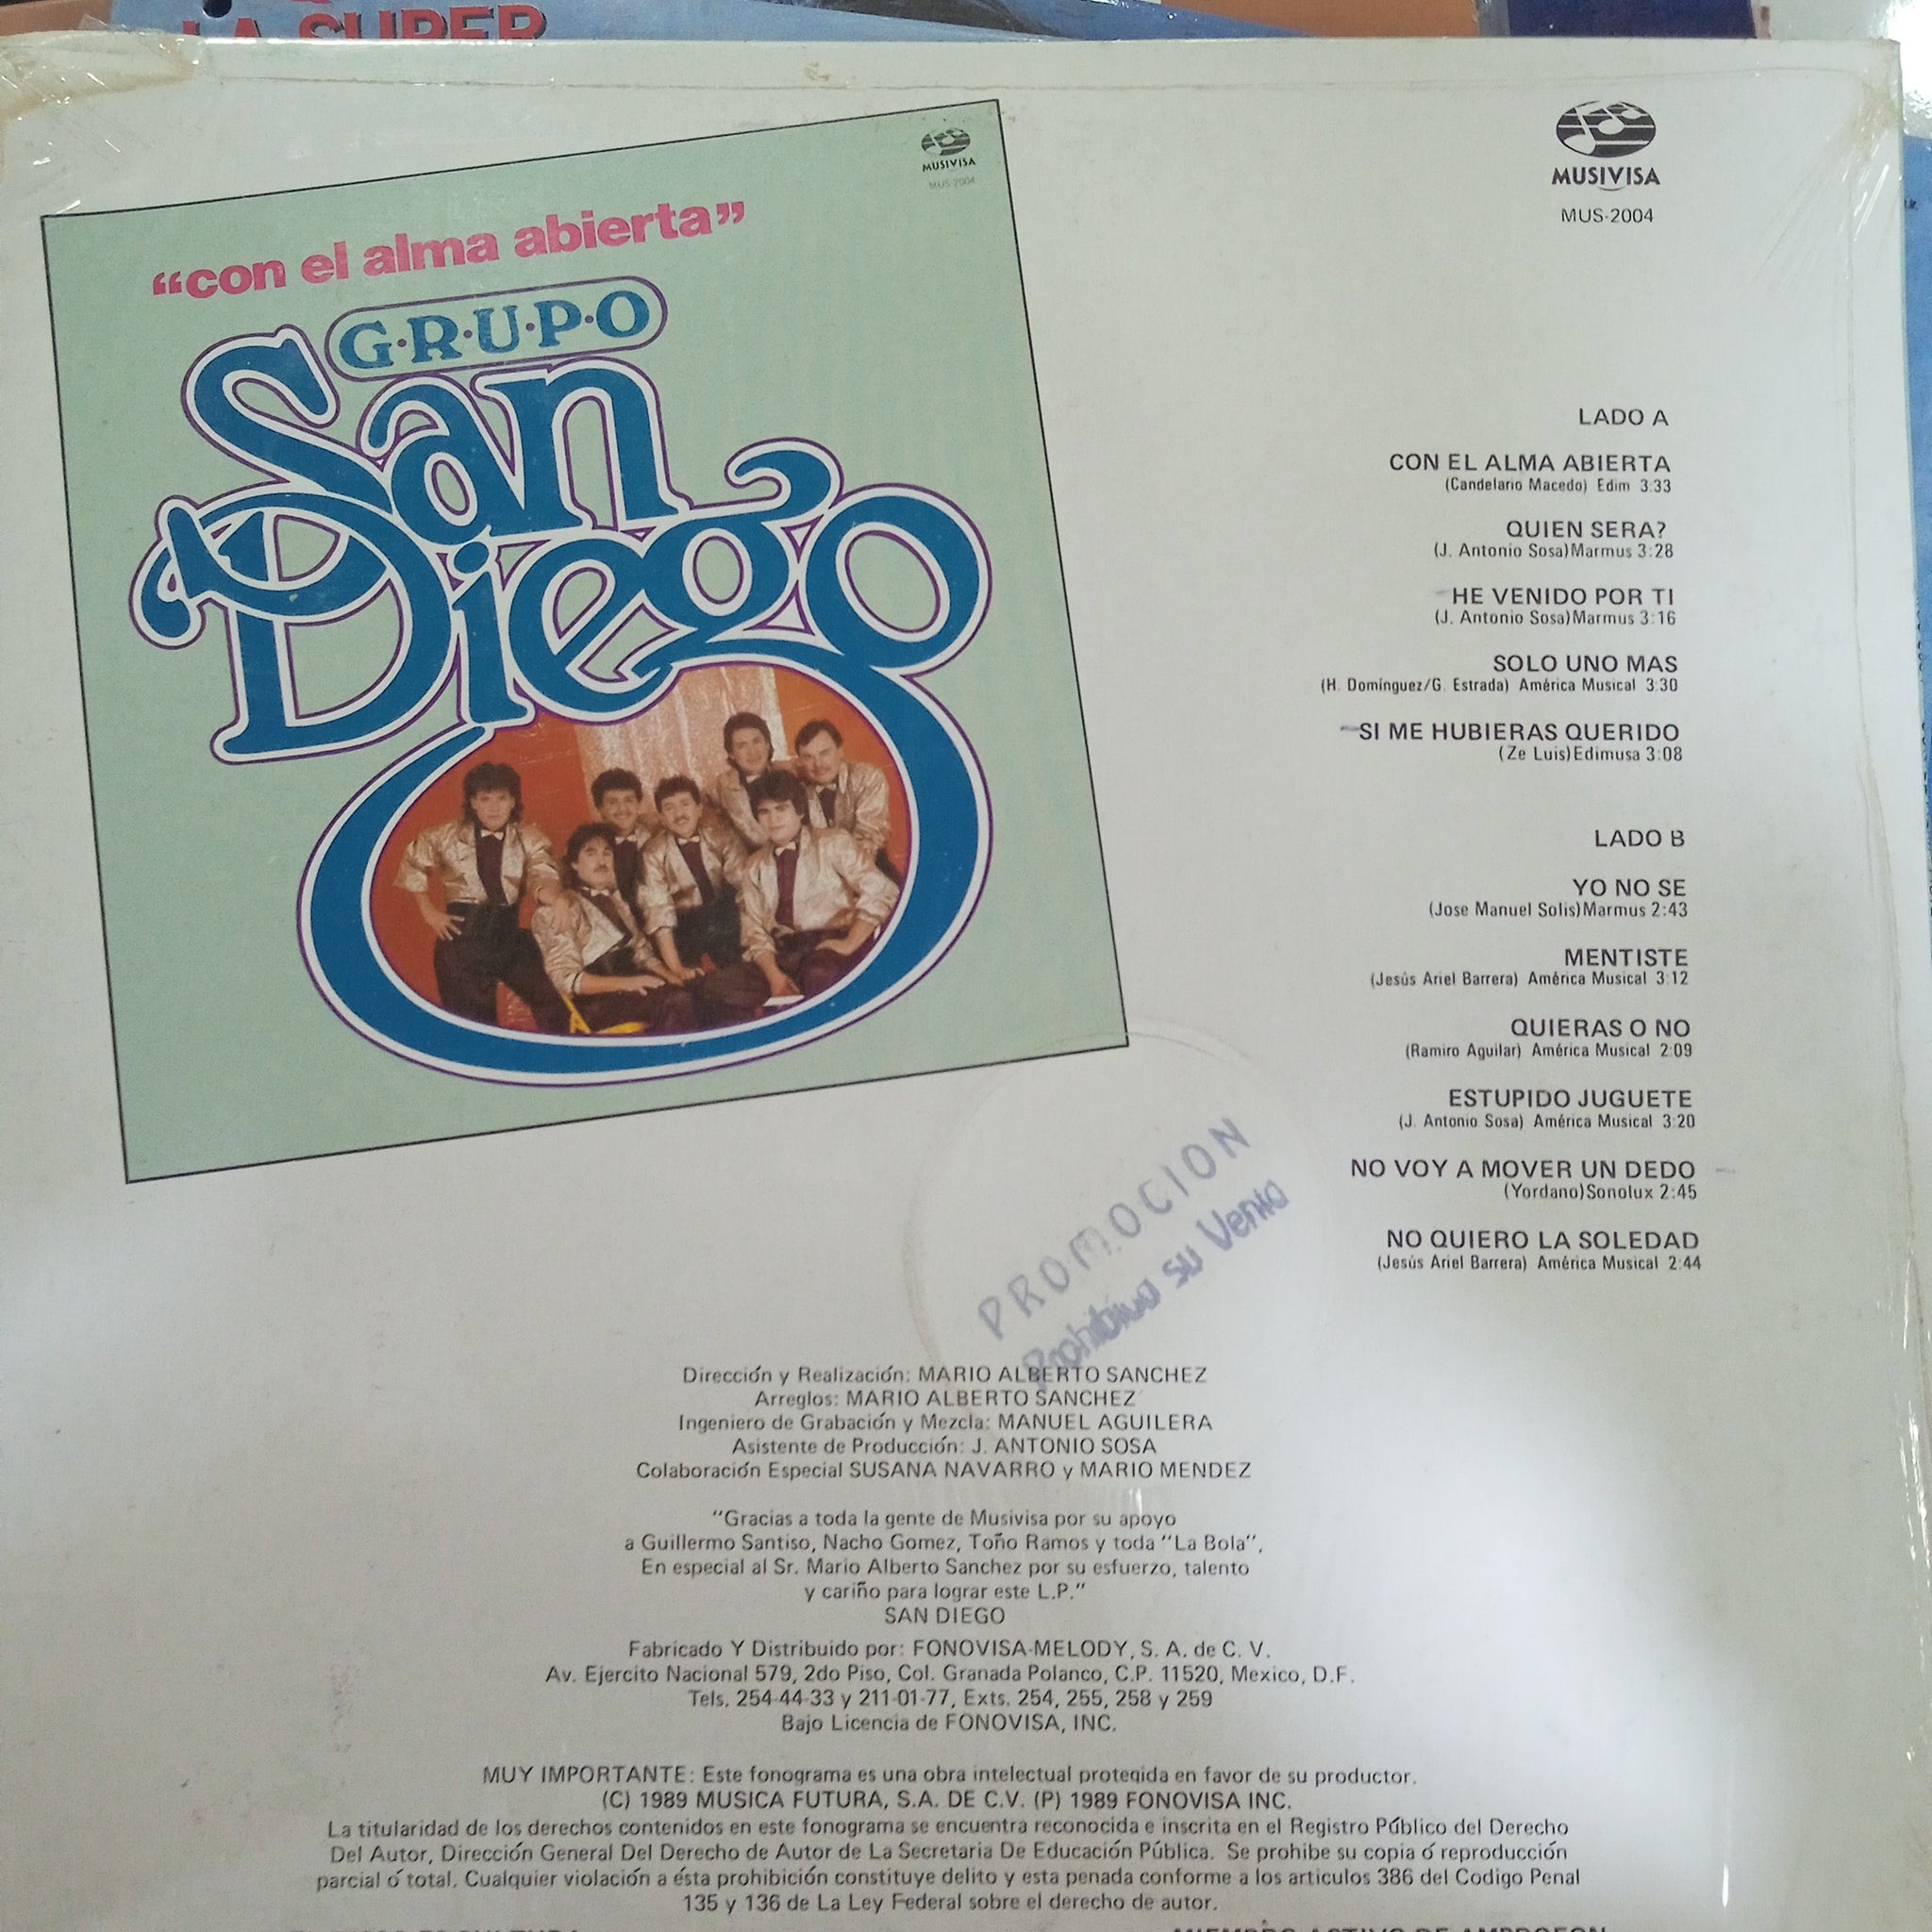 LA SUPER
MUSIVISA
MUS-2004
"con el alma abierta"
G·R·U·P·O
San
Diego
MUSIVISA
MUS-2004
LADO A
CON EL ALMA ABIERTA
(Candelario Macedo) Edim 3:33
QUIEN SERA?
(J. Antonio Sosa)Marmus 3:28
HE VENIDO POR TI
(J. Antonio Sosa)Marmus 3:16
SOLO UNO MAS
(H. Domínguez/G. Estrada) América Musical 3:30
SI ME HUBIERAS QUERIDO
(Ze Luis)Edimusa 3:08
LADO B
YO NO SE
(Jose Manuel Solis)Marmus 2:43
MENTISTE
(Jesús Ariel Barrera) América Musical 3:12
QUIERAS O NO
(Ramiro Aguilar) América Musical 2:09
ESTUPIDO JUGUETE
(J. Antonio Sosa) América Musical 3:20
NO VOY A MOVER UN DEDO
(Yordano)Sonolux 2:45
NO QUIERO LA SOLEDAD
(Jesús Ariel Barrera) América Musical 2:44
PROMOCION
su Venta
Dirección y Realización: MARIO ALBERTO SANCHEZ
Arreglos: MARIO ALBERTO SANCHEZ
Ingeniero de Grabación y Mezcla: MANUEL AGUILERA
Asistente de Producción: J. ANTONIO SOSA
Colaboración Especial SUSANA NAVARRO y MARIO MENDEZ
"Gracias a toda la gente de Musivisa por su apoyo
a Guillermo Santiso, Nacho Gomez, Toño Ramos y toda "La Bola",
En especial al Sr. Mario Alberto Sanchez por su esfuerzo, talento
y cariño para lograr este L.P."
SAN DIEGO
Fabricado Y Distribuido por: FONOVISA-MELODY, S. A. de C. V.
Av. Ejercito Nacional 579, 2do Piso, Col. Granada Polanco, C.P. 11520, Mexico, D.F.
Tels. 254-44-33 y 211-01-77, Exts. 254, 255, 258 y 259
Bajo Licencia de FONOVISA, INC.
MUY IMPORTANTE: Este fonograma es una obra intelectual protegida en favor de su productor.
(C) 1989 MUSICA FUTURA, S.A. DE C.V. (P) 1989 FONOVISA INC.
La titularidad de los derechos contenidos en este fonograma se encuentra reconocida e inscrita en el Registro Público del Derecho
Del Autor, Dirección General Del Derecho de Autor de La Secretaria De Educación Pública. Se prohibe su copia ó reproducción
parcial ó total. Cualquier violación a ésta prohibición constituye delito y esta penada conforme a los articulos 386 del Codigo Penal
135 y 136 de La Ley Federal sobre el derecho de autor.